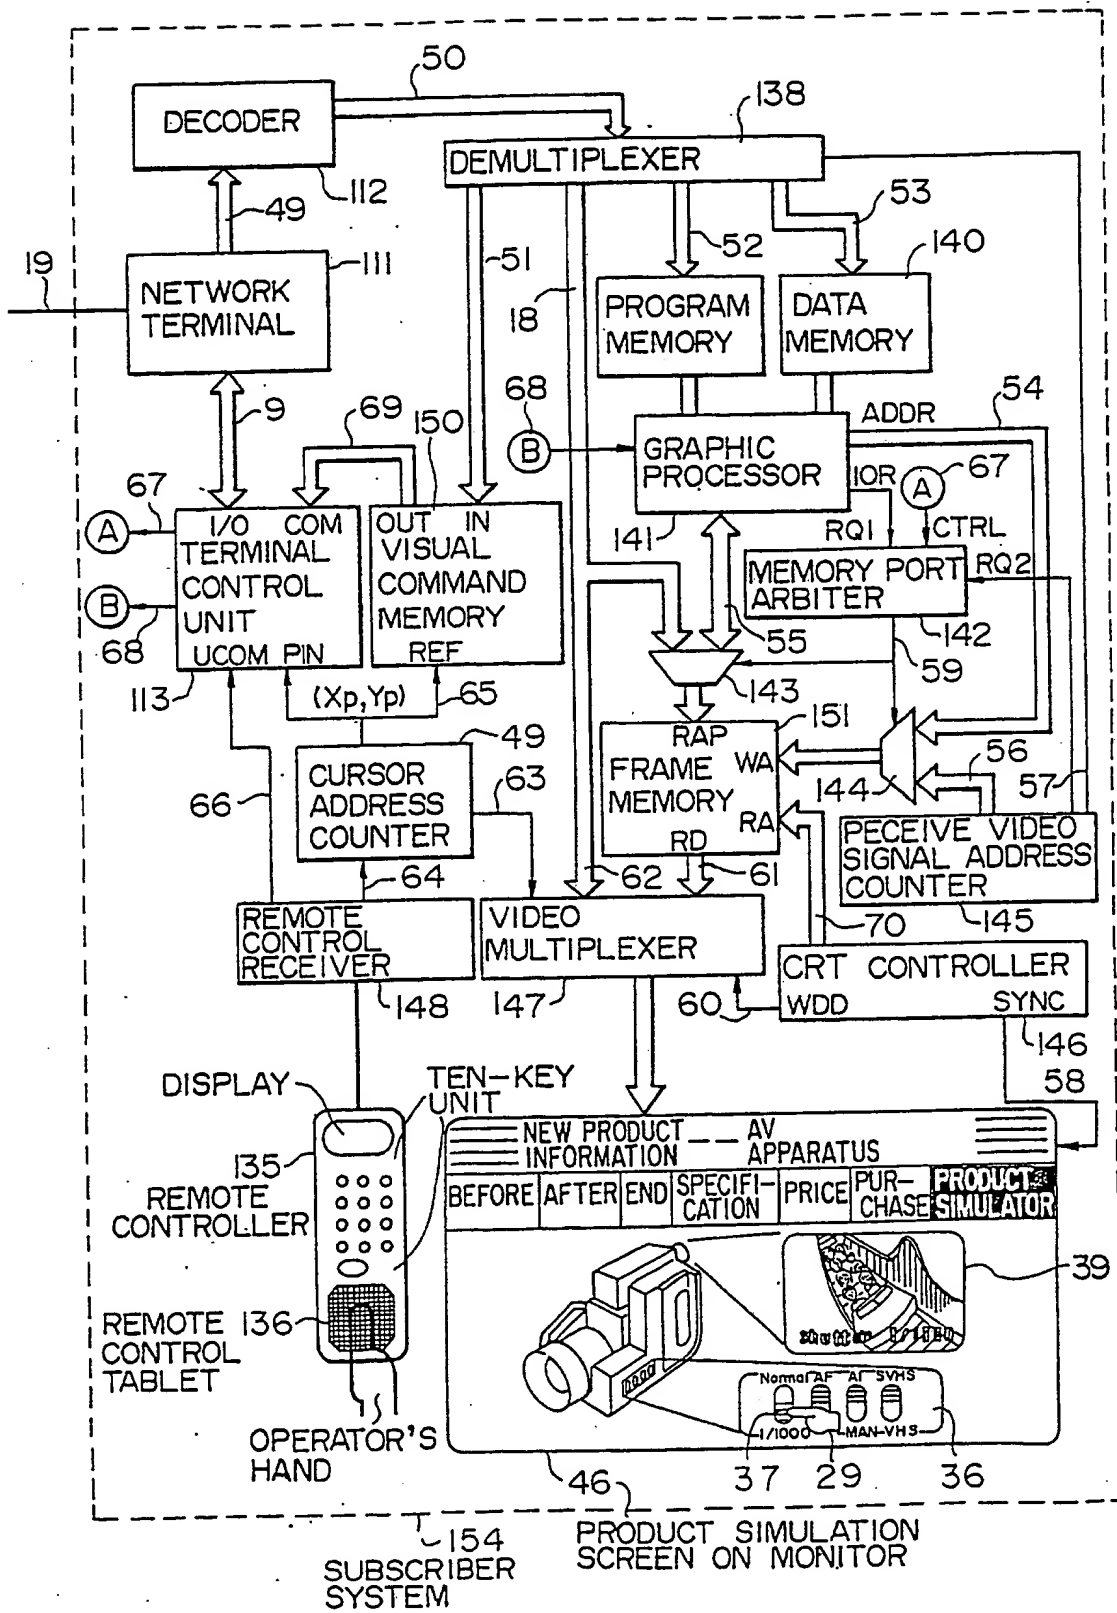 50
138
DECODER
DEMULTIPLEXER
112
49
53
52
51
140
19
111
18
NETWORK
TERMINAL
PROGRAM
MEMORY
DATA
MEMORY
9
69
150
68
B
GRAPHIC
PROCESSOR
ADDR
54
67
A
IOR
141
RQ1
CTRL
RQ2
67
A
B
68
I/O COM
TERMINAL
CONTROL
UNIT
UCOM PIN
113
OUT IN
VISUAL
COMMAND
MEMORY
REF
MEMORY PORT
ARBITER
142
55
59
143
(Xp,Yp)
65
151
RAP
FRAME
MEMORY
WA
RA
RD
144
56
57
49
CURSOR
ADDRESS
COUNTER
63
66
64
62
61
PECEIVE VIDEO
SIGNAL ADDRESS
COUNTER
145
REMOTE
CONTROL
RECEIVER
148
VIDEO
MULTIPLEXER
147
70
CRT CONTROLLER
WDD
SYNC
60
146
58
DISPLAY
TEN-KEY
UNIT
135
REMOTE
CONTROLLER
136
REMOTE
CONTROL
TABLET
OPERATOR'S
HAND
NEW PRODUCT
INFORMATION
AV
APPARATUS
BEFORE
AFTER
END
SPECIFI-
CATION
PRICE
PUR-
CHASE
PRODUCT
SIMULATOR
39
shutter 1/1000
Normal AF AI SVHS
1/1000 MAN VHS
37
29
36
46
154
SUBSCRIBER
SYSTEM
PRODUCT SIMULATION
SCREEN ON MONITOR